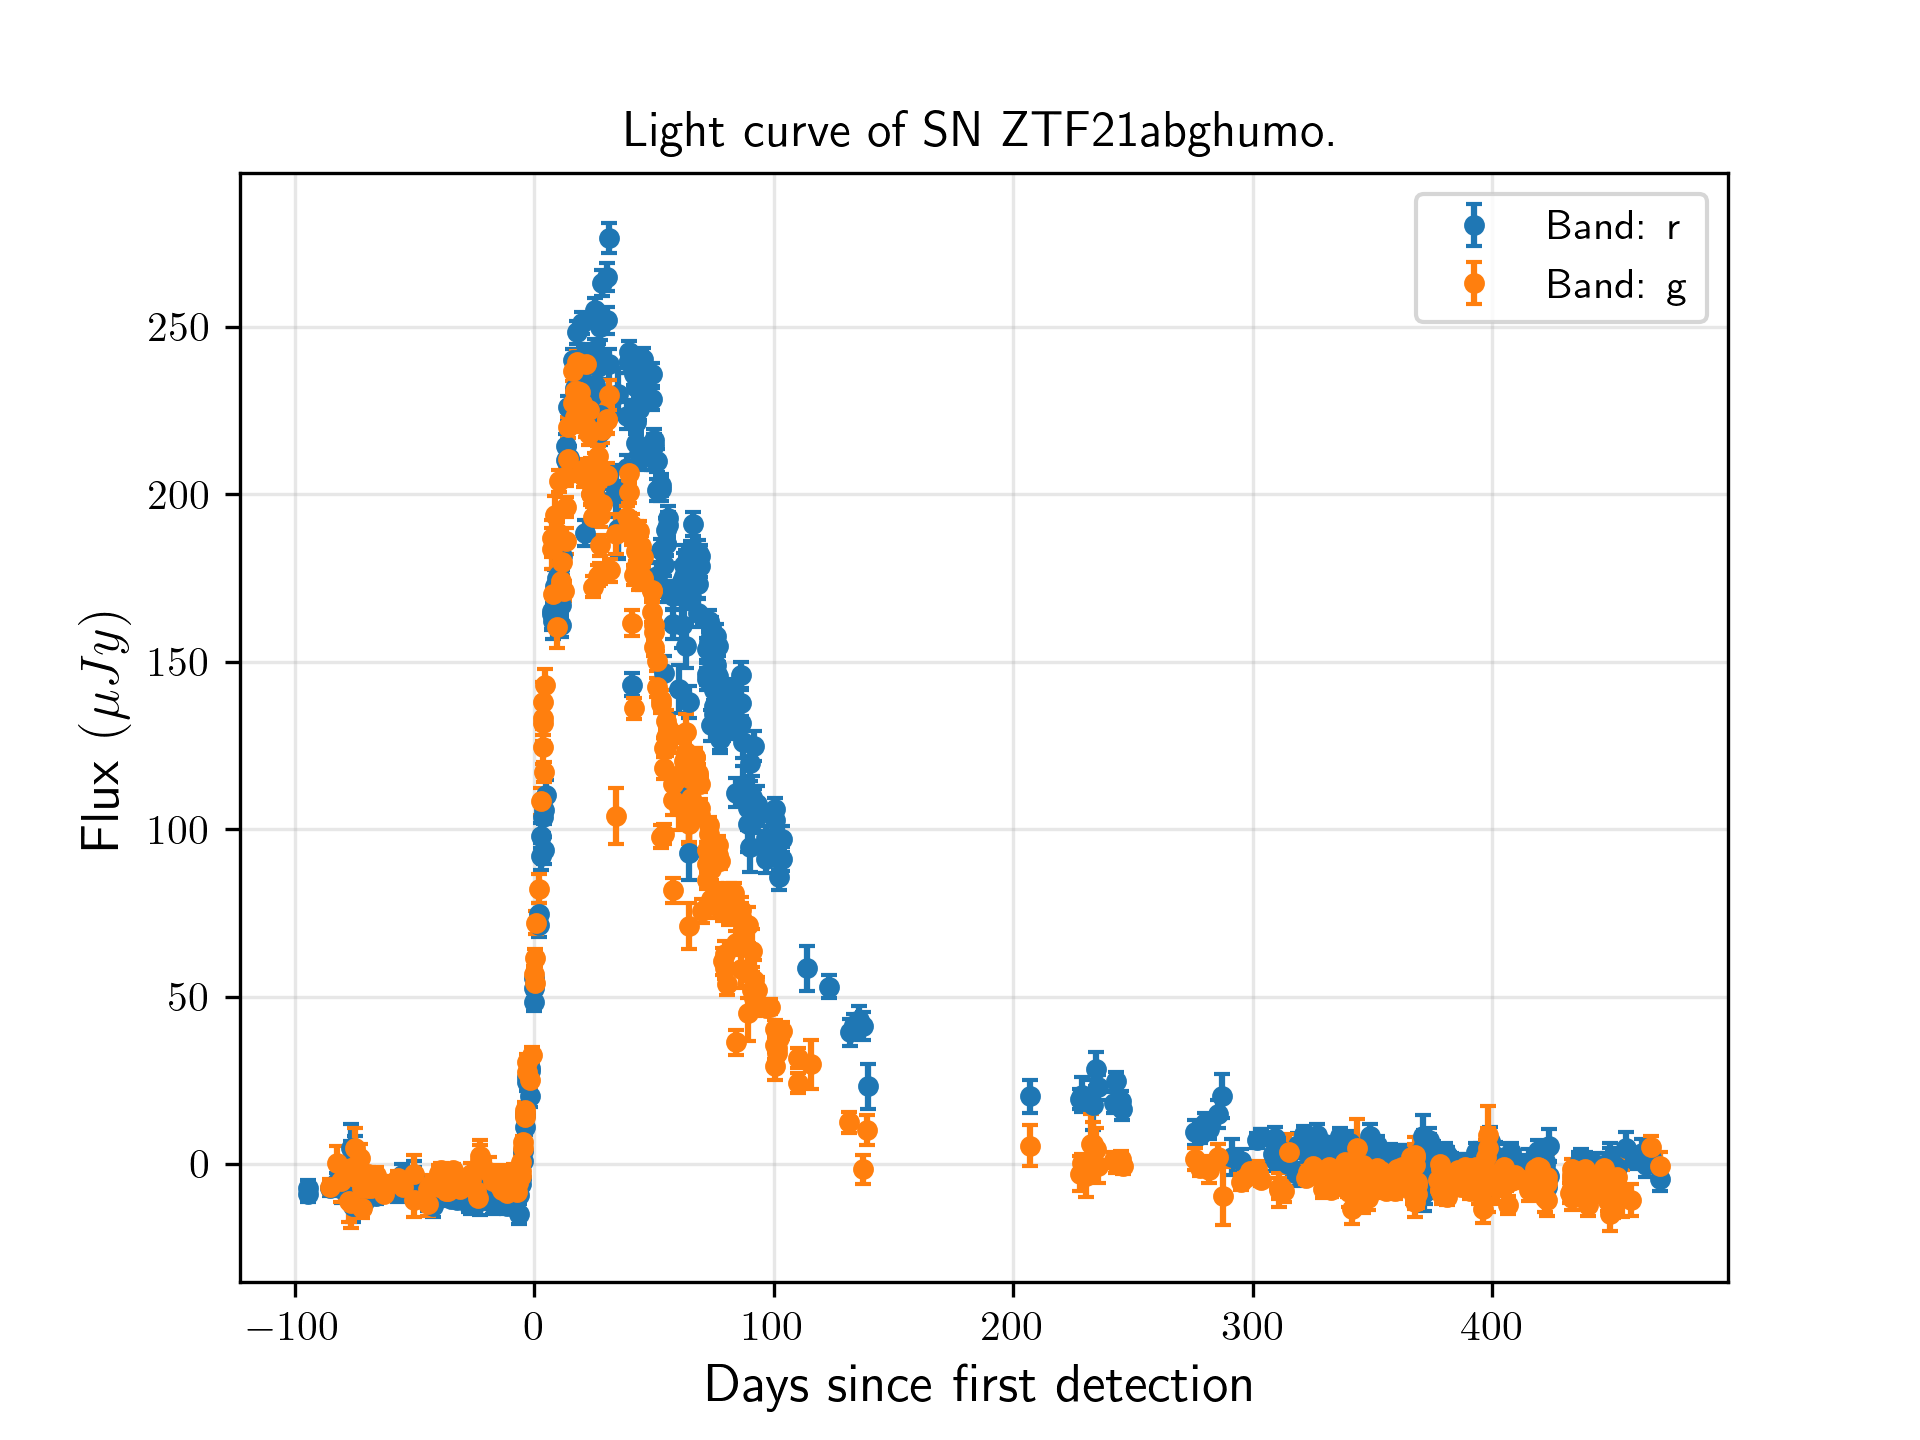 Light curve of SN ZTF21abghumo.
Band: r
Band: g
Flux (μJy)
250
200
150
100
50
0
−100 0 100 200 300 400
Days since first detection